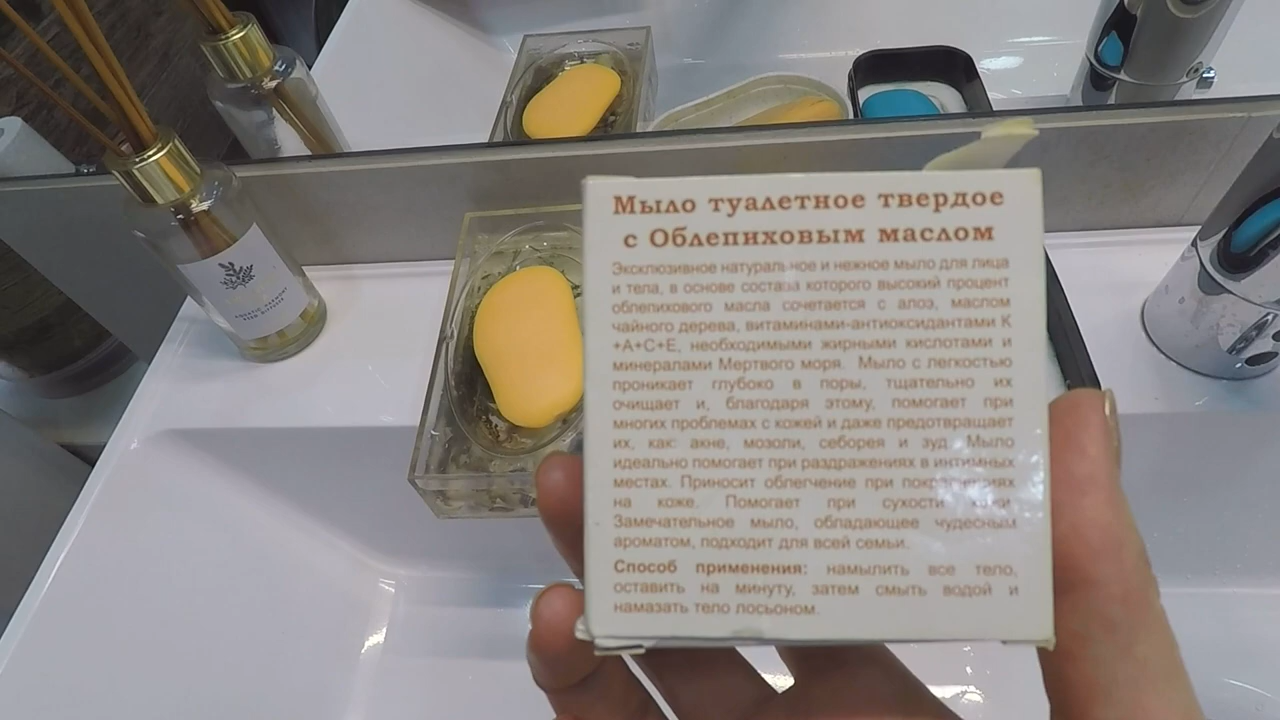 Мыло туалетное твердое
с Облепиховым маслом
Эксклюзивное натуральное и нежное мыло для лица
и тела, в основе состава которого высокий процент
облепихового масла сочетается с алоэ, маслом
чайного дерева, витаминами-антиоксидантами К
+А+С+Е, необходимыми жирными кислотами и
минералами Мертвого моря. Мыло с легкостью
проникает глубоко в поры, тщательно их
очищает и, благодаря этому, помогает при
многих проблемах с кожей и даже предотвращает
их, как: акне, мозоли, себорея и зуд. Мыло
идеально помогает при раздражениях в интимных
местах. Приносит облегчение при покраснениях
на коже. Помогает при сухости кожи.
Замечательное мыло, обладающее чудесным
ароматом, подходит для всей семьи.
Способ применения: намылить все тело,
оставить на минуту, затем смыть водой и
намазать тело лосьоном.
REED DIFFUSER